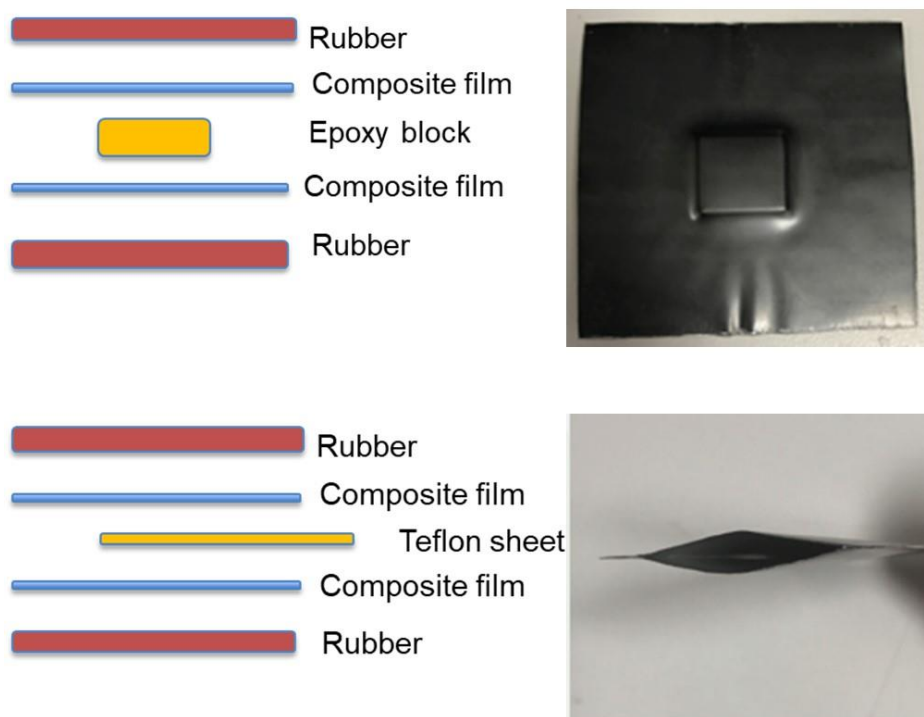 Rubber
Composite film
Epoxy block
Composite film
Rubber
Rubber
Composite film
Teflon sheet
Composite film
Rubber